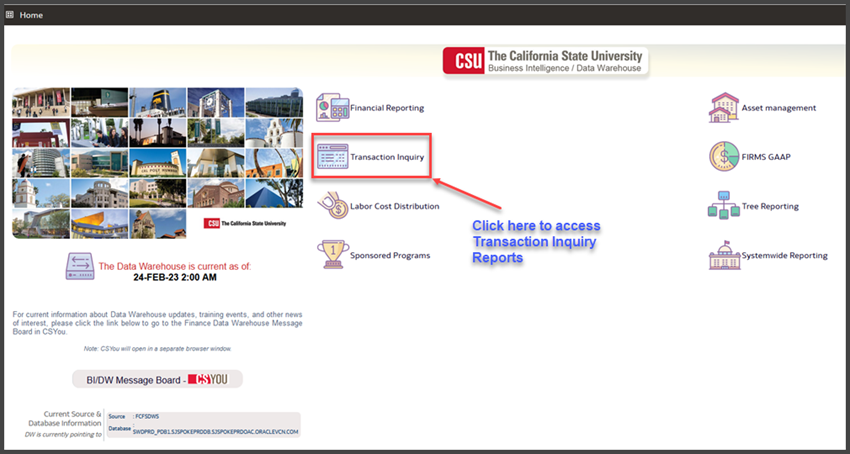 Home
CSU The California State University
Business Intelligence / Data Warehouse
Financial Reporting
Transaction Inquiry
Labor Cost Distribution
Sponsored Programs
Asset management
FIRMS GAAP
Tree Reporting
Systemwide Reporting
Click here to access
Transaction Inquiry
Reports
CAL POLY POMONA
CSU The California State University
The Data Warehouse is current as of:
24-FEB-23 2:00 AM
For current information about Data Warehouse updates, training events, and other news
of interest, please click the link below to go to the Finance Data Warehouse Message
Board in CSYou.
Note: CSYou will open in a separate browser window.
BI/DW Message Board - CSYOU
Current Source &
Database Information
DW is currently pointing to
Source : FCFSDWS
Database :
SWDPRD_PDB1.SJSPOKEPRDDB.SJSPOKEPRDOAC.ORACLEVCN.COM